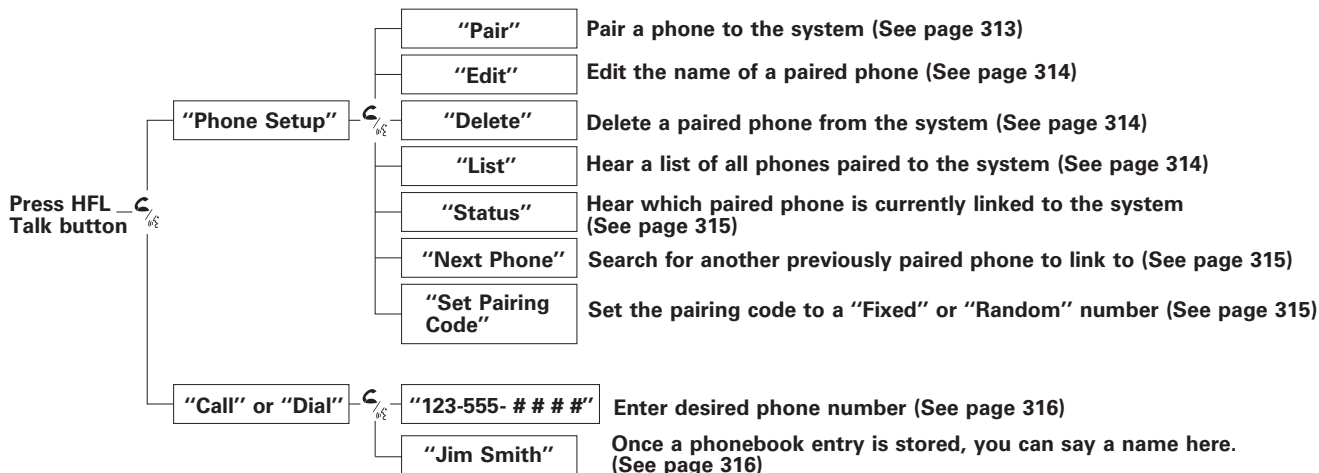 "Pair" Pair a phone to the system (See page 313)
"Edit" Edit the name of a paired phone (See page 314)
"Phone Setup" "Delete" Delete a paired phone from the system (See page 314)
"List" Hear a list of all phones paired to the system (See page 314)
Press HFL
Talk button
"Status" Hear which paired phone is currently linked to the system
(See page 315)
"Next Phone" Search for another previously paired phone to link to (See page 315)
"Set Pairing
Code"
Set the pairing code to a "Fixed" or "Random" number (See page 315)
"Call" or "Dial" "123-555- # # # #" Enter desired phone number (See page 316)
"Jim Smith" Once a phonebook entry is stored, you can say a name here.
(See page 316)